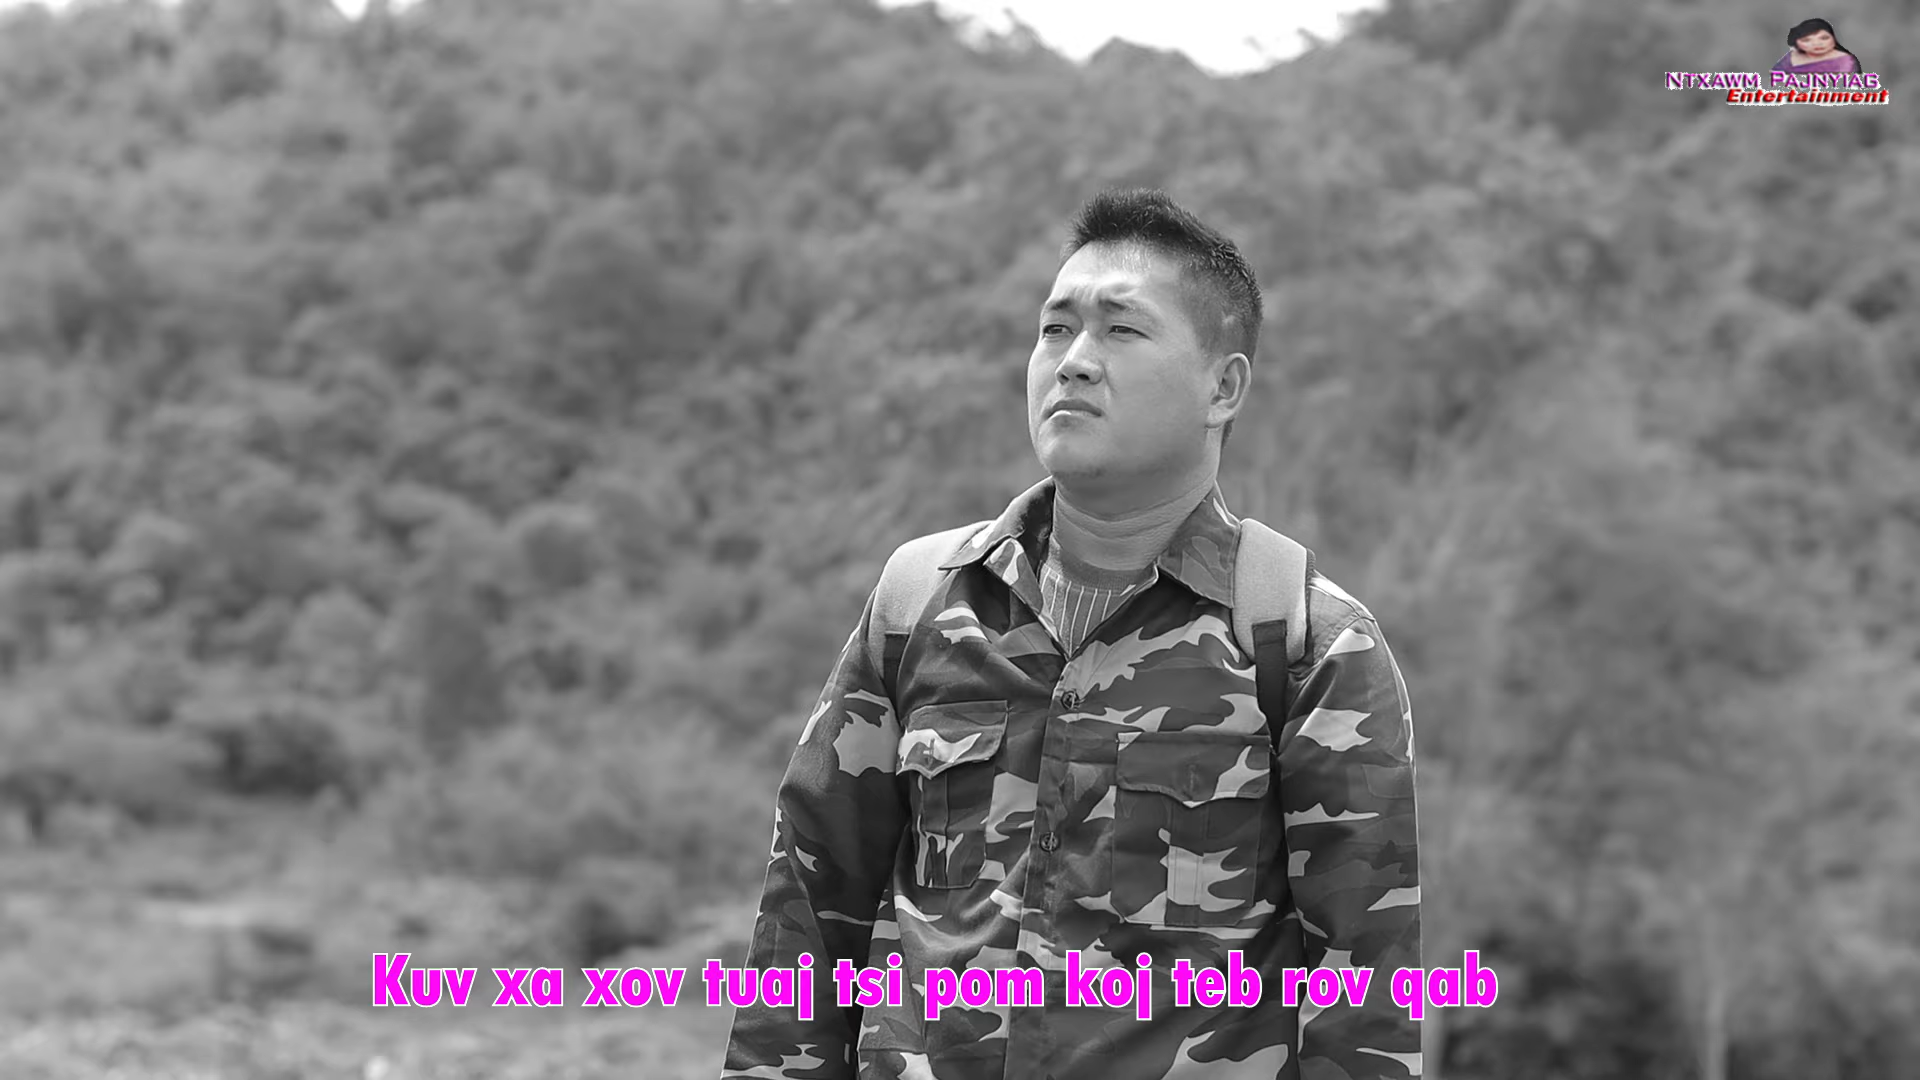 NTXAWM PAJNYIAG
Entertainment
Kuv xa xov tuaj tsi pom koj teb rov qab